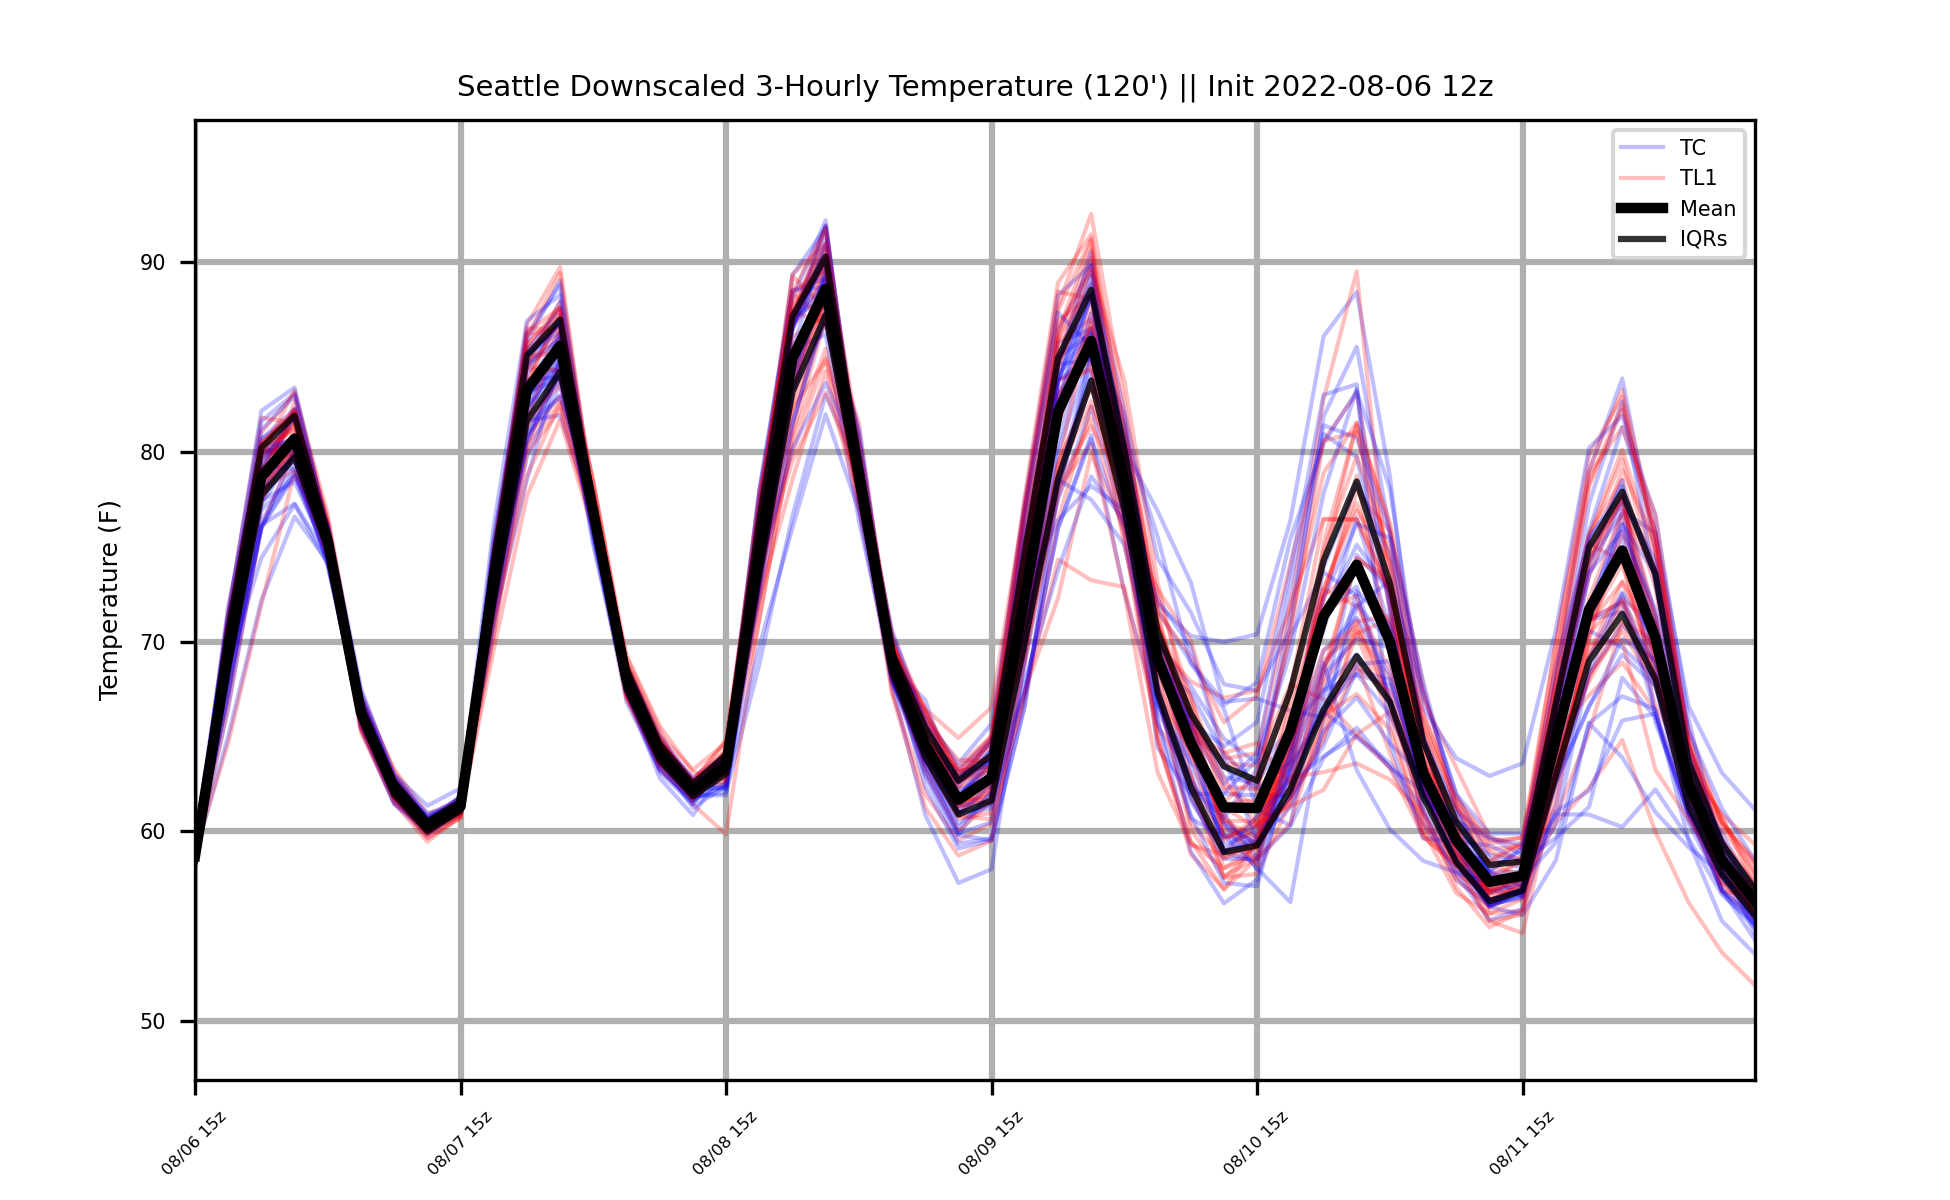 Seattle Downscaled 3-Hourly Temperature (120') || Init 2022-08-06 12z
TC
TL1
Mean
IQRs
Temperature (F)
90
80
70
60
50
08/06 15z
08/07 15z
08/08 15z
08/09 15z
08/10 15z
08/11 15z